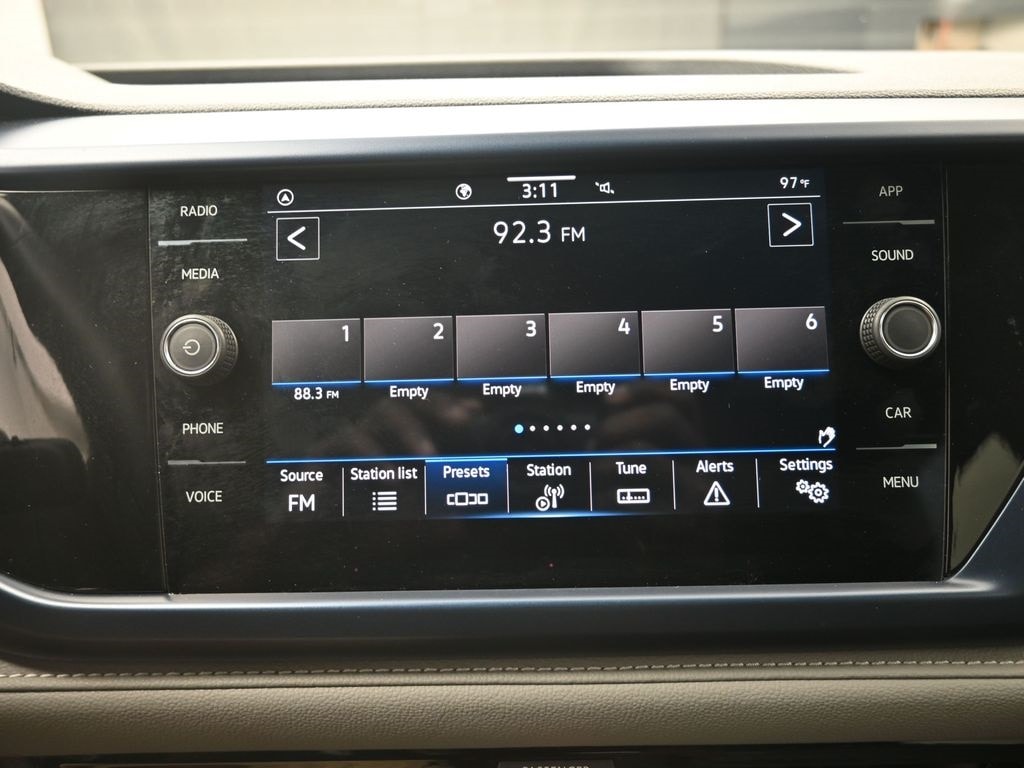 3:11
97°F
92.3 FM
RADIO
MEDIA
PHONE
VOICE
1 2 3 4 5 6
88.3 FM Empty Empty Empty Empty Empty
Source Station list Presets Station Tune Alerts Settings
FM
APP
SOUND
CAR
MENU